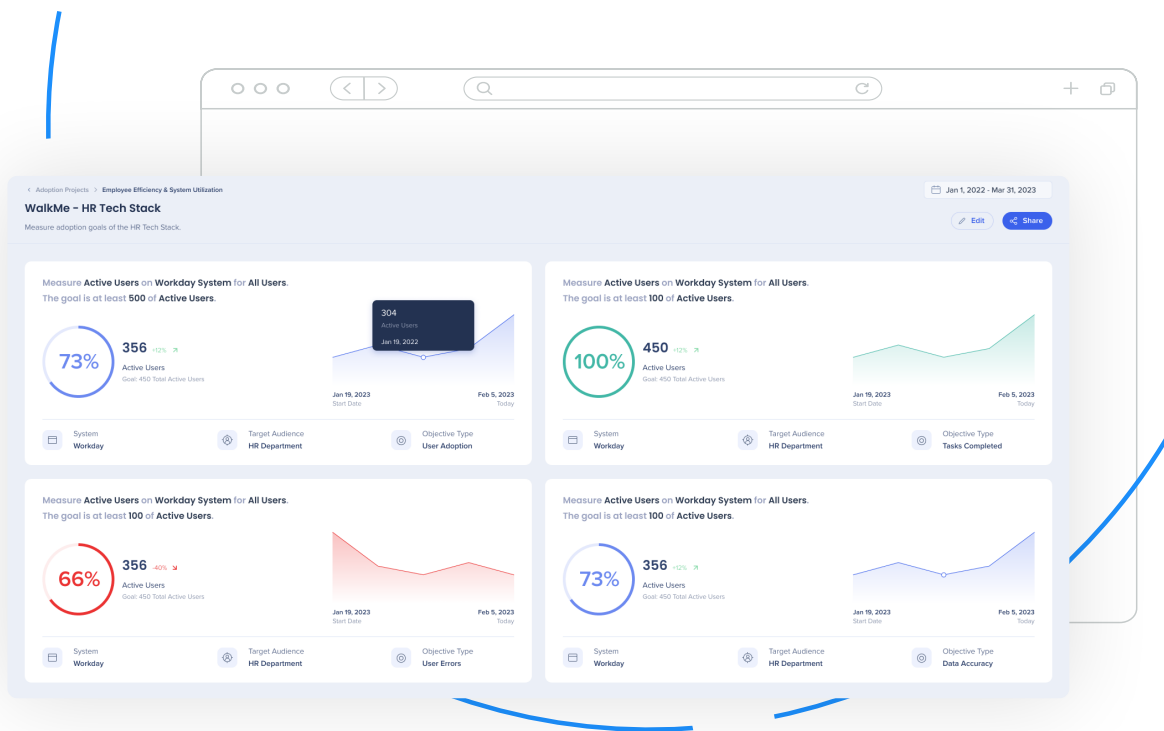 Adoption Projects > Employee Efficiency & System Utilization
Jan 1, 2022 - Mar 31, 2023
WalkMe - HR Tech Stack
Measure adoption goals of the HR Tech Stack.
Edit
Share
Measure Active Users on Workday System for All Users.
The goal is at least 500 of Active Users.
304
Active Users
Jan 19, 2022
73%
356 +12%
Active Users
Goal: 450 Total Active Users
Jan 19, 2023
Start Date
Feb 5, 2023
Today
System
Workday
Target Audience
HR Department
Objective Type
User Adoption
Measure Active Users on Workday System for All Users.
The goal is at least 100 of Active Users.
100%
450 +12%
Active Users
Goal: 450 Total Active Users
Jan 19, 2023
Start Date
Feb 5, 2023
Today
System
Workday
Target Audience
HR Department
Objective Type
Tasks Completed
Measure Active Users on Workday System for All Users.
The goal is at least 100 of Active Users.
66%
356 -40%
Active Users
Goal: 450 Total Active Users
Jan 19, 2023
Start Date
Feb 5, 2023
Today
System
Workday
Target Audience
HR Department
Objective Type
User Errors
Measure Active Users on Workday System for All Users.
The goal is at least 100 of Active Users.
73%
356 +12%
Active Users
Goal: 450 Total Active Users
Jan 19, 2023
Start Date
Feb 5, 2023
Today
System
Workday
Target Audience
HR Department
Objective Type
Data Accuracy